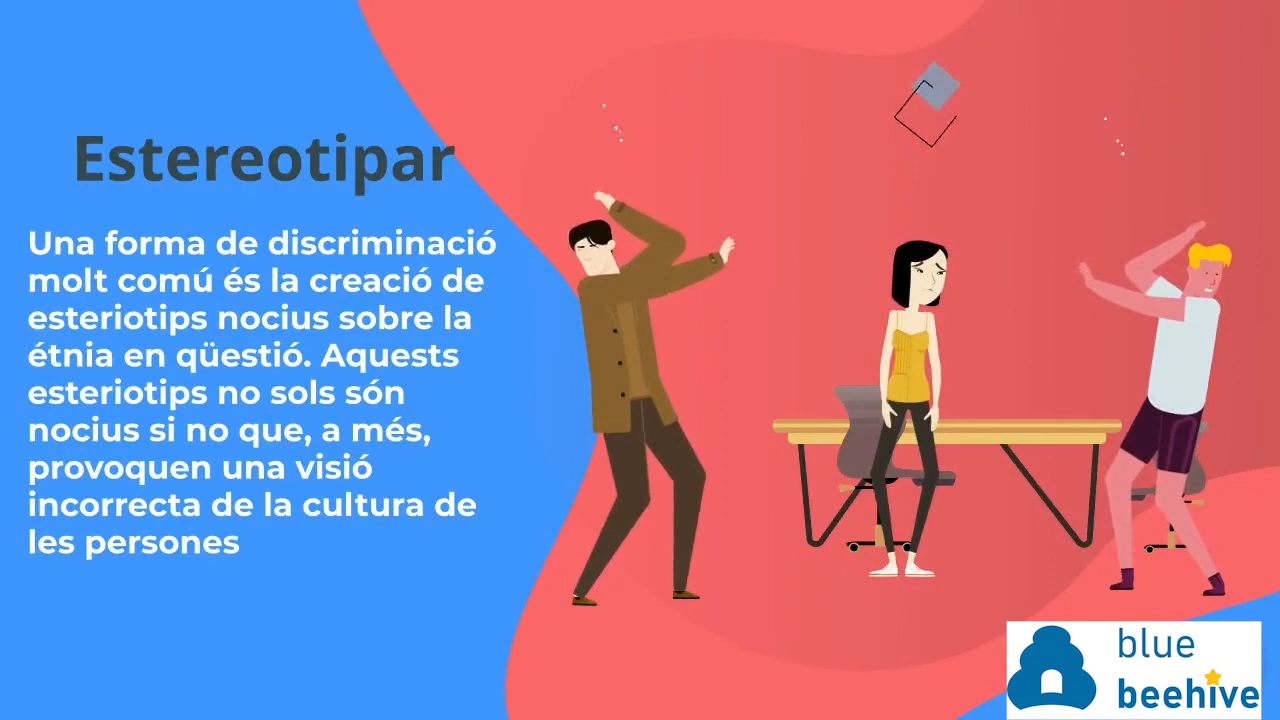 Estereotipar
Una forma de discriminació
molt comú és la creació de
esteriotips nocius sobre la
étnia en qüestió. Aquests
esteriotips no sols són
nocius si no que, a més,
provoquen una visió
incorrecta de la cultura de
les persones
blue
beehive